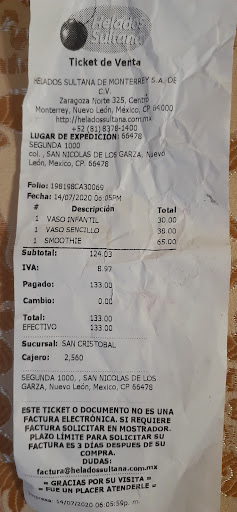 Helados
Sultana
Ticket de Venta
HELADOS SULTANA DE MONTERREY S.A. DE
C.V.
Zaragoza Norte 325, Centro
Monterrey, Nuevo León, Mexico, CP 64000
http://heladossultana.com.mx
+52 (81) 8378-1400
LUGAR DE EXPEDICION: 66478
SEGUNDA 1000
col. , SAN NICOLAS DE LOS GARZA, Nuevo
León, Mexico, CP. 66478
Folio: 198198CA30069
Fecha: 14/07/2020 06:05PM
# Descripción Total
1 VASO INFANTIL 30.00
1 VASO SENCILLO 38.00
1 SMOOTHIE 65.00
Subtotal: 124.03
IVA: 8.97
Pagado: 133.00
Cambio: 0.00
Total: 133.00
EFECTIVO 133.00
Sucursal: SAN CRISTOBAL
Cajero: 2,560
SEGUNDA 1000, , SAN NICOLAS DE LOS
GARZA, Nuevo León, Mexico, CP 66478
ESTE TICKET O DOCUMENTO NO ES UNA
FACTURA ELECTRÓNICA. SI REQUIERE
FACTURA SOLICITAR EN MOSTRADOR.
PLAZO LÍMITE PARA SOLICITAR SU
FACTURA ES 3 DÍAS DESPUES DE SU
COMPRA.
DUDAS:
factura@heladossultana.com.mx
= GRACIAS POR SU VISITA =
= FUE UN PLACER ATENDERLE =
14/07/2020 06:05:59p. m.